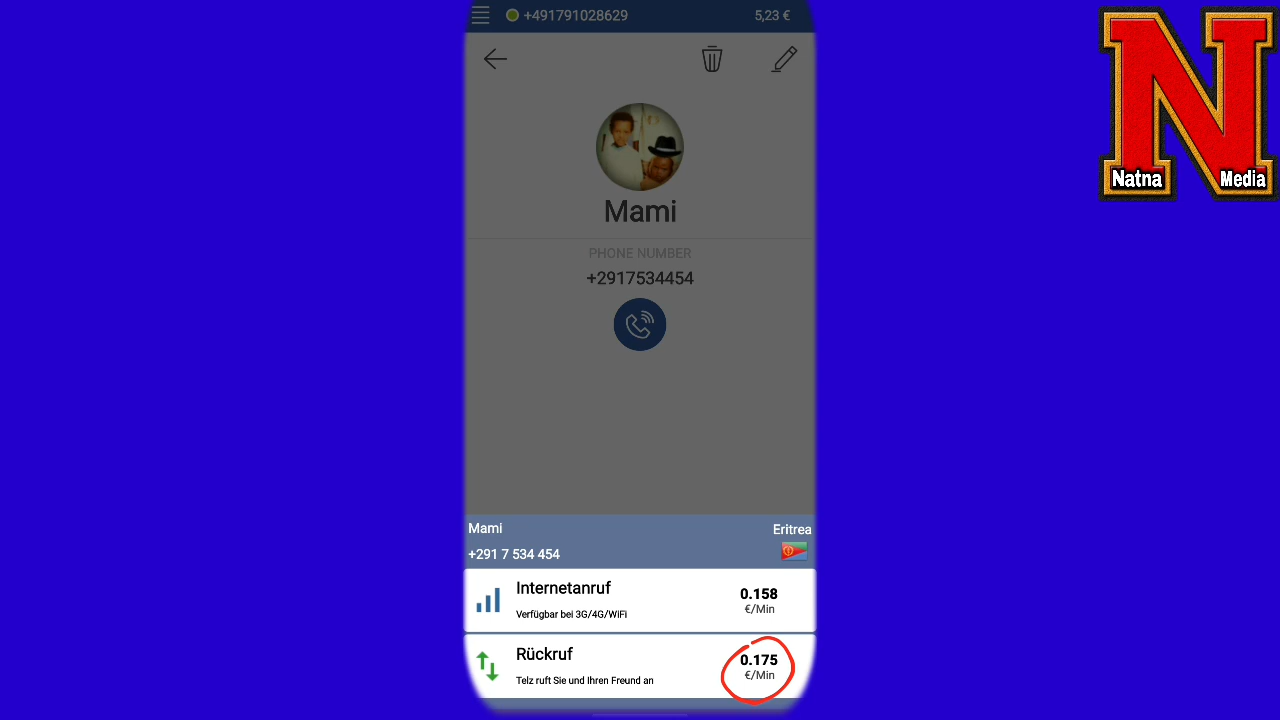 +491791028629
5,23 €
Natna Media
Mami
PHONE NUMBER
+2917534454
Mami
Eritrea
+291 7 534 454
Internetanruf
0.158
Verfügbar bei 3G/4G/WiFi
€/Min
Rückruf
0.175
Telz ruft Sie und Ihren Freund an
€/Min